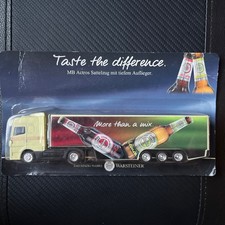 Taste the difference.
MB Actros Sattelzug mit tiefem Auflieger.
More than a mix
WARSTEINER